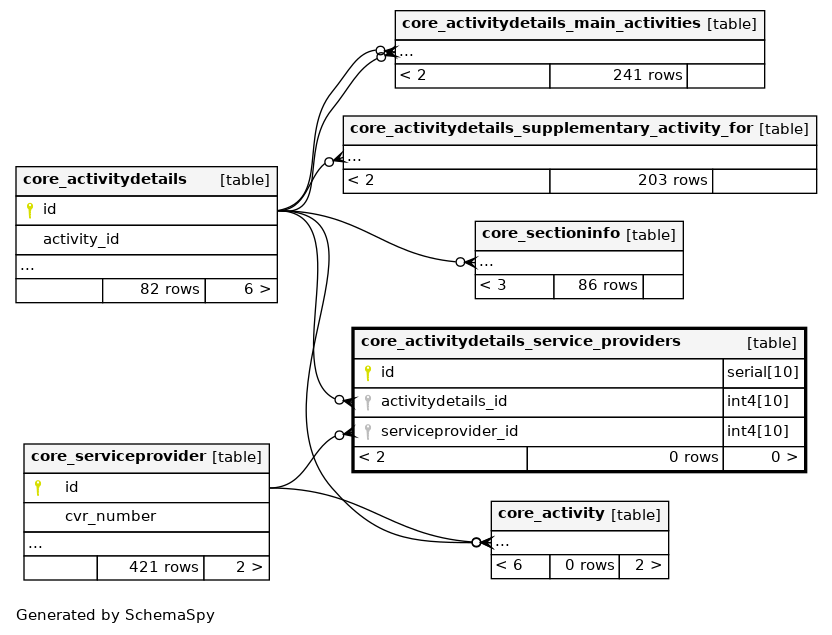 core_activitydetails_main_activities [table]
...
< 2 241 rows
core_activitydetails_supplementary_activity_for [table]
...
< 2 203 rows
core_activitydetails [table]
id
activity_id
...
82 rows 6 >
core_sectioninfo [table]
...
< 3 86 rows
core_activitydetails_service_providers [table]
id serial[10]
activitydetails_id int4[10]
serviceprovider_id int4[10]
< 2 0 rows 0 >
core_serviceprovider [table]
id
cvr_number
...
421 rows 2 >
core_activity [table]
...
< 6 0 rows 2 >
Generated by SchemaSpy